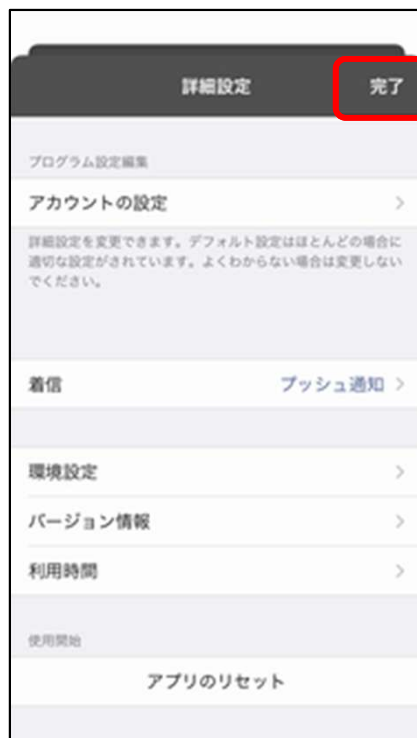 詳細設定 完了
プログラム設定編集
アカウントの設定
詳細設定を変更できます。デフォルト設定はほとんどの場合に
適切な設定がされています。よくわからない場合は変更しない
でください。
着信 プッシュ通知
環境設定
バージョン情報
利用時間
使用開始
アプリのリセット